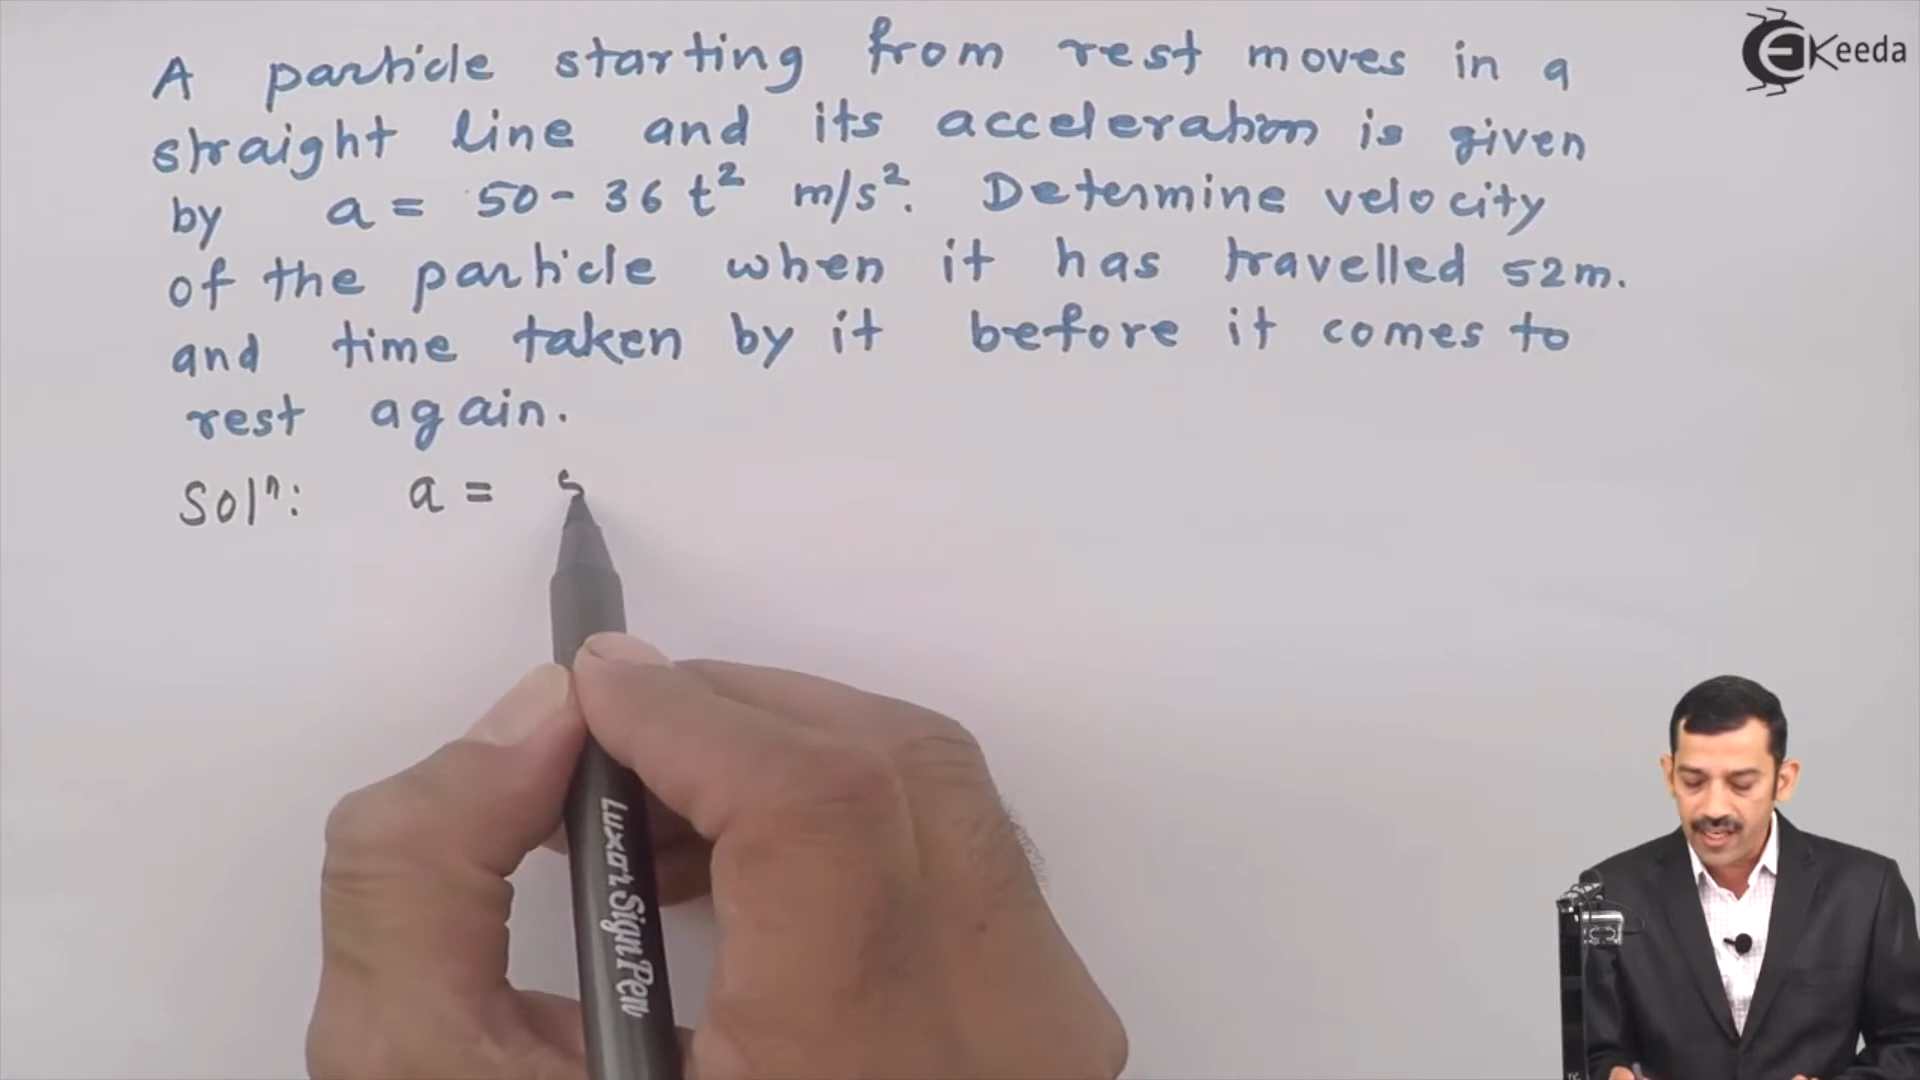 A particle starting from rest moves in a
straight line and its acceleration is given
by a = 50 - 36 t² m/s². Determine velocity
of the particle when it has travelled 52m.
and time taken by it before it comes to
rest again.
Solⁿ: a = 5
Luxor Sign Pen
EKeeda